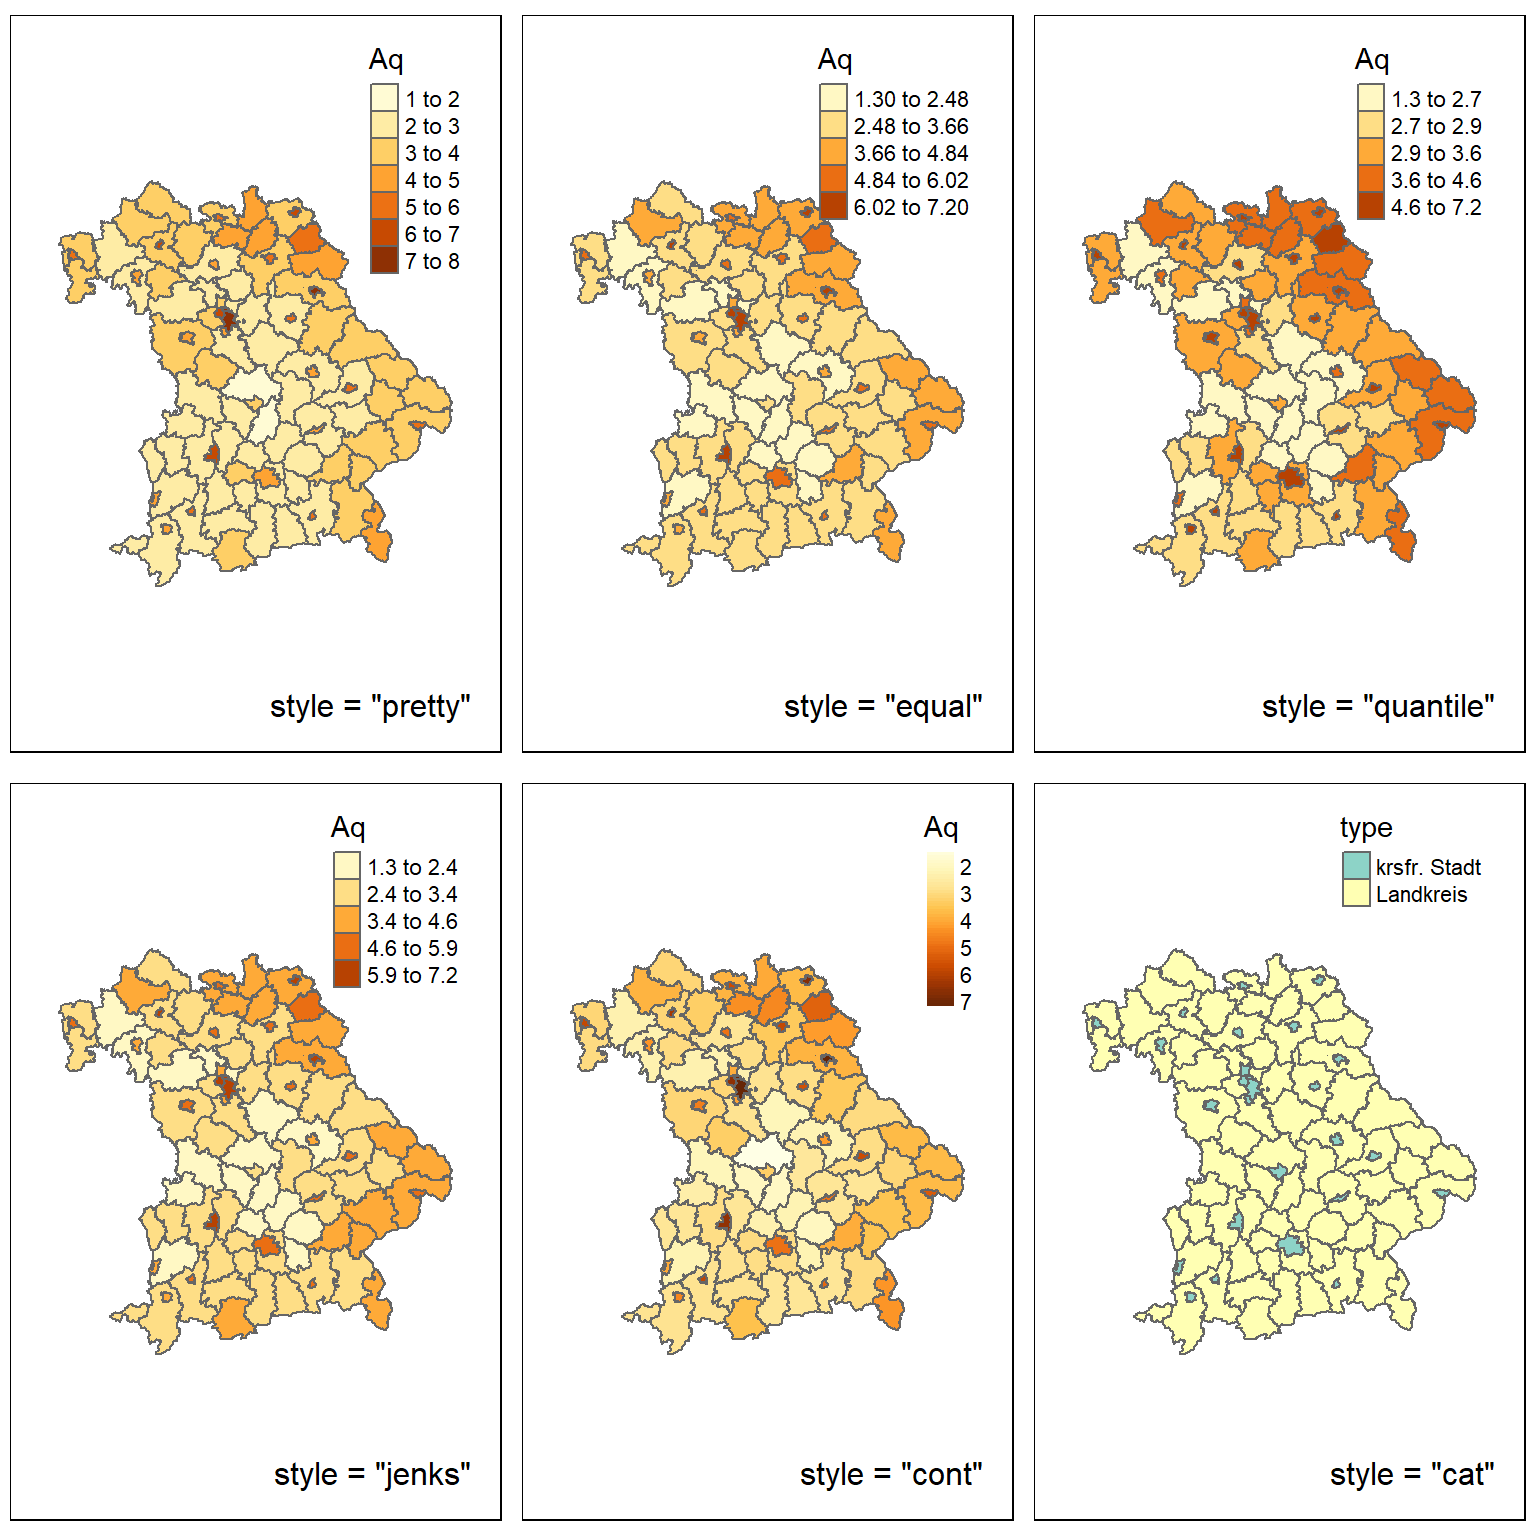 Aq
1 to 2
2 to 3
3 to 4
4 to 5
5 to 6
6 to 7
7 to 8
style = "pretty"
Aq
1.30 to 2.48
2.48 to 3.66
3.66 to 4.84
4.84 to 6.02
6.02 to 7.20
style = "equal"
Aq
1.3 to 2.7
2.7 to 2.9
2.9 to 3.6
3.6 to 4.6
4.6 to 7.2
style = "quantile"
Aq
1.3 to 2.4
2.4 to 3.4
3.4 to 4.6
4.6 to 5.9
5.9 to 7.2
style = "jenks"
Aq
2
3
4
5
6
7
style = "cont"
type
krsfr. Stadt
Landkreis
style = "cat"